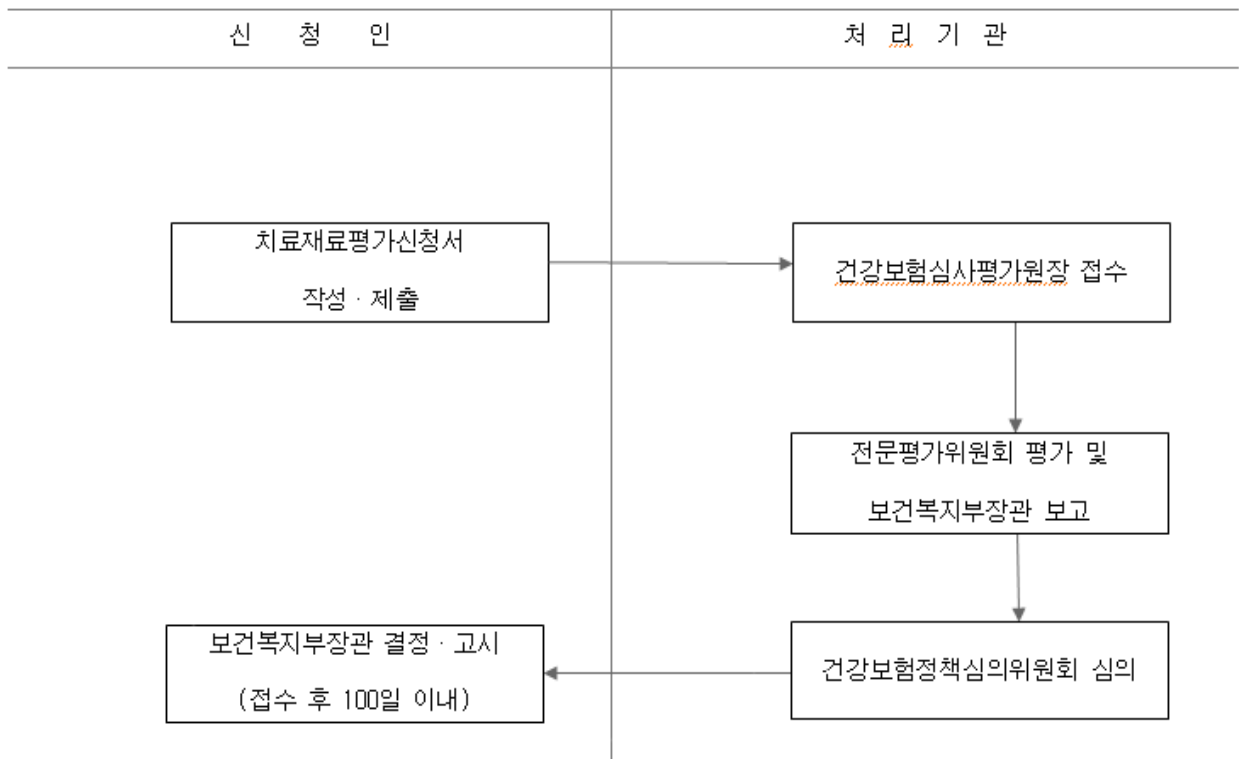 신 청 인
처 리 기 관
치료재료평가신청서
작성 · 제출
건강보험심사평가원장 접수
전문평가위원회 평가 및
보건복지부장관 보고
건강보험정책심의위원회 심의
보건복지부장관 결정 · 고시
(접수 후 100일 이내)